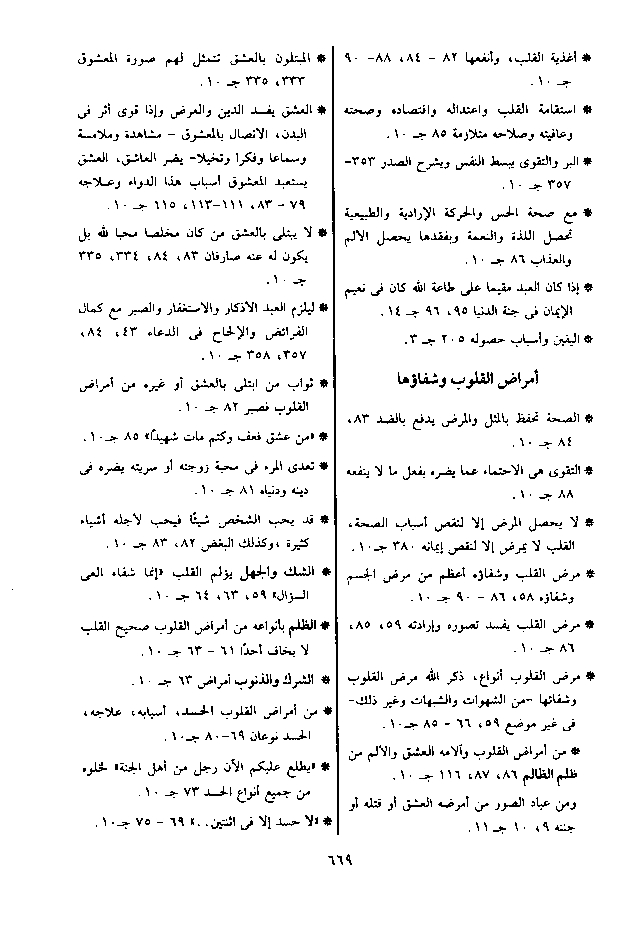 * أغذية القلب، وأنفعها ٨٢ – ٨٤، ٨٨– ٩٠
جـ ١٠.
* استقامة القلب واعتداله واقتصاده وصحته
وعافيته وصلاحه متلازمة ٨٥ جـ ١٠.
* البر والتقوى يبسط النفس ويشرح الصدر ٣٥٣–
٣٥٧ جـ ١٠.
* مع صحة الحس والحركة الإرادية والطبيعية
تحصل اللذة والنعمة وبفقدها يحصل الألم
والعذاب ٨٦ جـ ١٠.
* إذا كان العبد مقيما على طاعة الله كان فى نعيم
الإيمان فى جنة الدنيا ٩٥، ٩٦ جـ ١٤.
* اليقين وأسباب حصوله ٢٠٥ جـ ٣.
أمراض القلوب وشفاؤها
* الصحة تحفظ بالمثل والمرض يدفع بالضد ٨٣،
٨٤ جـ ١٠.
* التقوى هى الاحتماء عما يضره بفعل ما لا ينفعه
٨٨ جـ ١٠.
* لا يحصل المرض إلا لنقص أسباب الصحة،
القلب لا يمرض إلا لنقص إيمانه ٣٨٠ جـ ١٠.
* مرض القلب وشفاؤه أعظم من مرض الجسم
وشفاؤه ٥٨، ٨٦ – ٩٠ جـ ١٠.
* مرض القلب يفسد تصوره وإرادته ٥٩، ٨٥،
٨٦ جـ ١٠.
* مرض القلوب أنواع، ذكر الله مرض القلوب
وشفائها –من الشهوات والشبهات وغير ذلك–
فى غير موضع ٥٩، ٦٦ – ٨٥ جـ ١٠.
* من أمراض القلوب وآلامه العشق والألم من
ظلم الظالم ٨٦، ٨٧، ١١٦ جـ ١٠.
ومن عباد الصور من أمرضه العشق أو قتله أو
جننه ٩، ١٠ جـ ١١.
* المبتلون بالعشق تتمثل لهم صورة المعشوق
٣٣٣، ٣٣٥ جـ ١٠.
* العشق يفسد الدين والعرض وإذا قوى أثر فى
البدن، الاتصال بالمعشوق – مشاهدة وملامسة
وسماعا وفكرا وتخيلا– يضر العاشق، العشق
يستعبد المعشوق أسباب هذا الدواء وعلاجه
٧٩ – ٨٣، ١١١–١١٣، ١١٥ جـ ١٠.
* لا يبتلى بالعشق من كان مخلصا محبا لله بل
يكون له عنه صارفان ٨٣، ٨٤، ٣٣٤، ٣٣٥
جـ ١٠.
* ليلزم العبد الأذكار والاستغفار والصبر مع كمال
الفرائض والإلحاح فى الدعاء ٤٣، ٨٤،
٣٥٧، ٣٥٨ جـ ١٠.
* ثواب من ابتلى بالعشق أو غيره من أمراض
القلوب فصبر ٨٢ جـ ١٠.
* «من عشق فعف وكتم مات شهيدًا» ٨٥ جـ ١٠.
* تعدى المرء فى محبة زوجته أو سريته يضره فى
دينه ودنياه ٨١ جـ ١٠.
* قد يحب الشخص شيئًا فيحب لأجله أشياء
كثيرة ،وكذلك البغض ٨٢، ٨٣ جـ ١٠.
* الشك والجهل يؤلم القلب «إنما شفاء العى
السؤال» ٥٩، ٦٣، ٦٤ جـ ١٠.
* الظلم بأنواعه من أمراض القلوب صحيح القلب
لا يخاف أحدًا ٦١ – ٦٣ جـ ١٠.
* الشرك والذنوب أمراض ٦٣ جـ ١٠.
* من أمراض القلوب الحسد، أسبابه، علاجه،
الحسد نوعان ٦٩–٨٠ جـ ١٠.
* «يطلع عليكم الآن رجل من أهل الجنة» لخلوه
من جميع أنواع الحسد ٧٣ جـ ١٠.
* «لا حسد إلا فى اثنتين..» ٦٩ – ٧٥ جـ ١٠.
٦٦٩